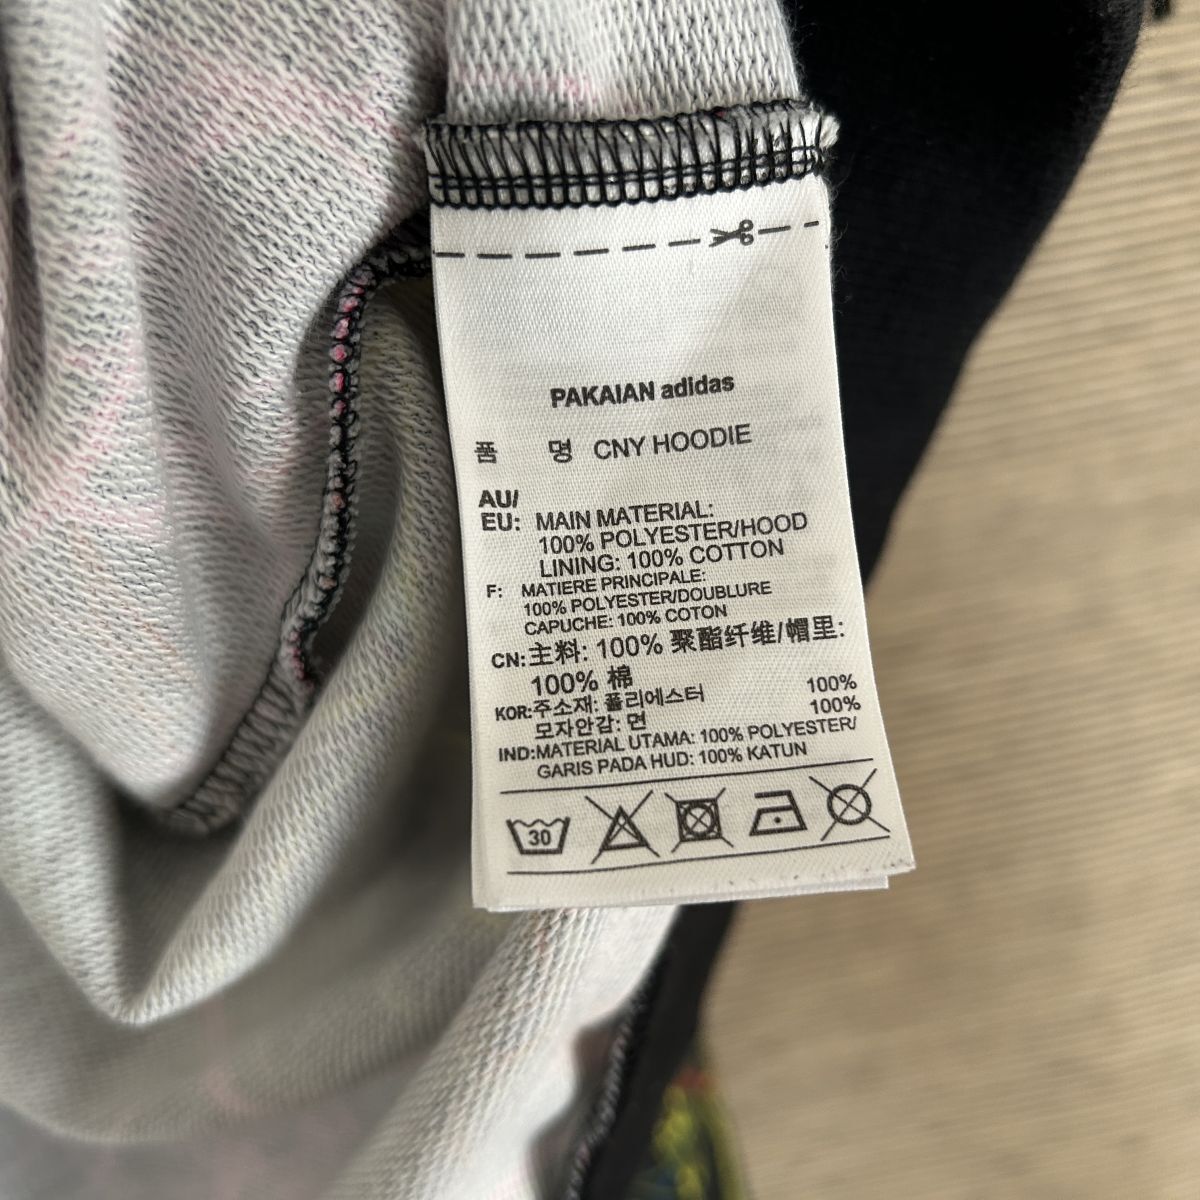 PAKAIAN adidas
품 명 CNY HOODIE
AU/
EU: MAIN MATERIAL:
100% POLYESTER/HOOD
LINING: 100% COTTON
F: MATIERE PRINCIPALE:
100% POLYESTER/DOUBLURE
CAPUCHE: 100% COTON
CN:主料: 100% 聚酯纤维/帽里:
100% 棉
KOR:주소재: 폴리에스터 100%
모자안감: 면 100%
IND:MATERIAL UTAMA: 100% POLYESTER/
GARIS PADA HUD: 100% KATUN
30